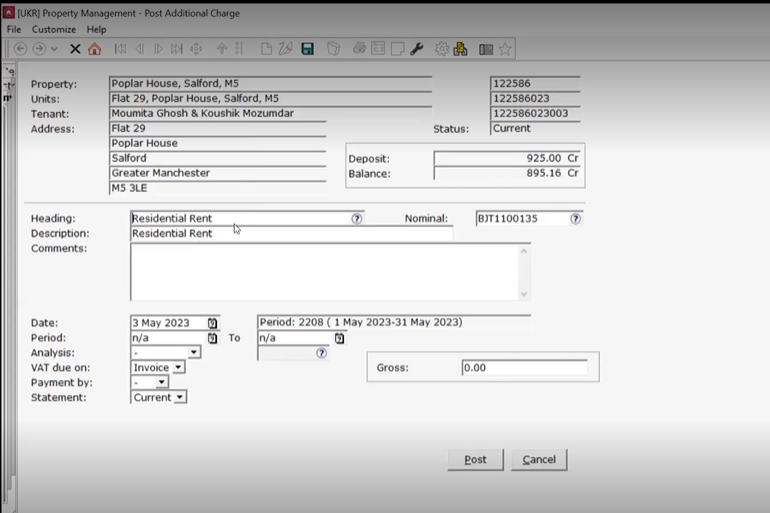 [UKR] Property Management - Post Additional Charge
File Customize Help
Property: Poplar House, Salford, M5 122586
Units: Flat 29, Poplar House, Salford, M5 122586023
Tenant: Moumita Ghosh & Koushik Mozumdar 122586023003
Address: Flat 29 Status: Current
Poplar House
Salford Deposit: 925.00 Cr
Greater Manchester Balance: 895.16 Cr
M5 3LE
Heading: Residential Rent Nominal: BJT1100135
Description: Residential Rent
Comments:
Date: 3 May 2023 Period: 2208 ( 1 May 2023-31 May 2023)
Period: n/a To n/a
Analysis: -
VAT due on: Invoice Gross: 0.00
Payment by: -
Statement: Current
Post Cancel